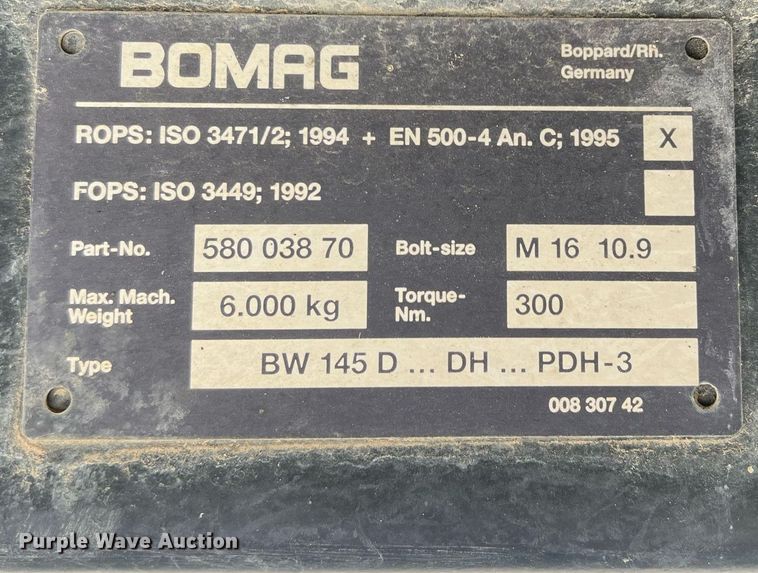 BOMAG
Boppard/Rh.
Germany
ROPS: ISO 3471/2; 1994 + EN 500-4 An. C; 1995 X
FOPS: ISO 3449; 1992
Part-No. 580 038 70 Bolt-size M 16 10.9
Max. Mach. Weight 6.000 kg Torque-Nm. 300
Type BW 145 D ... DH ... PDH-3
008 307 42
Purple Wave Auction